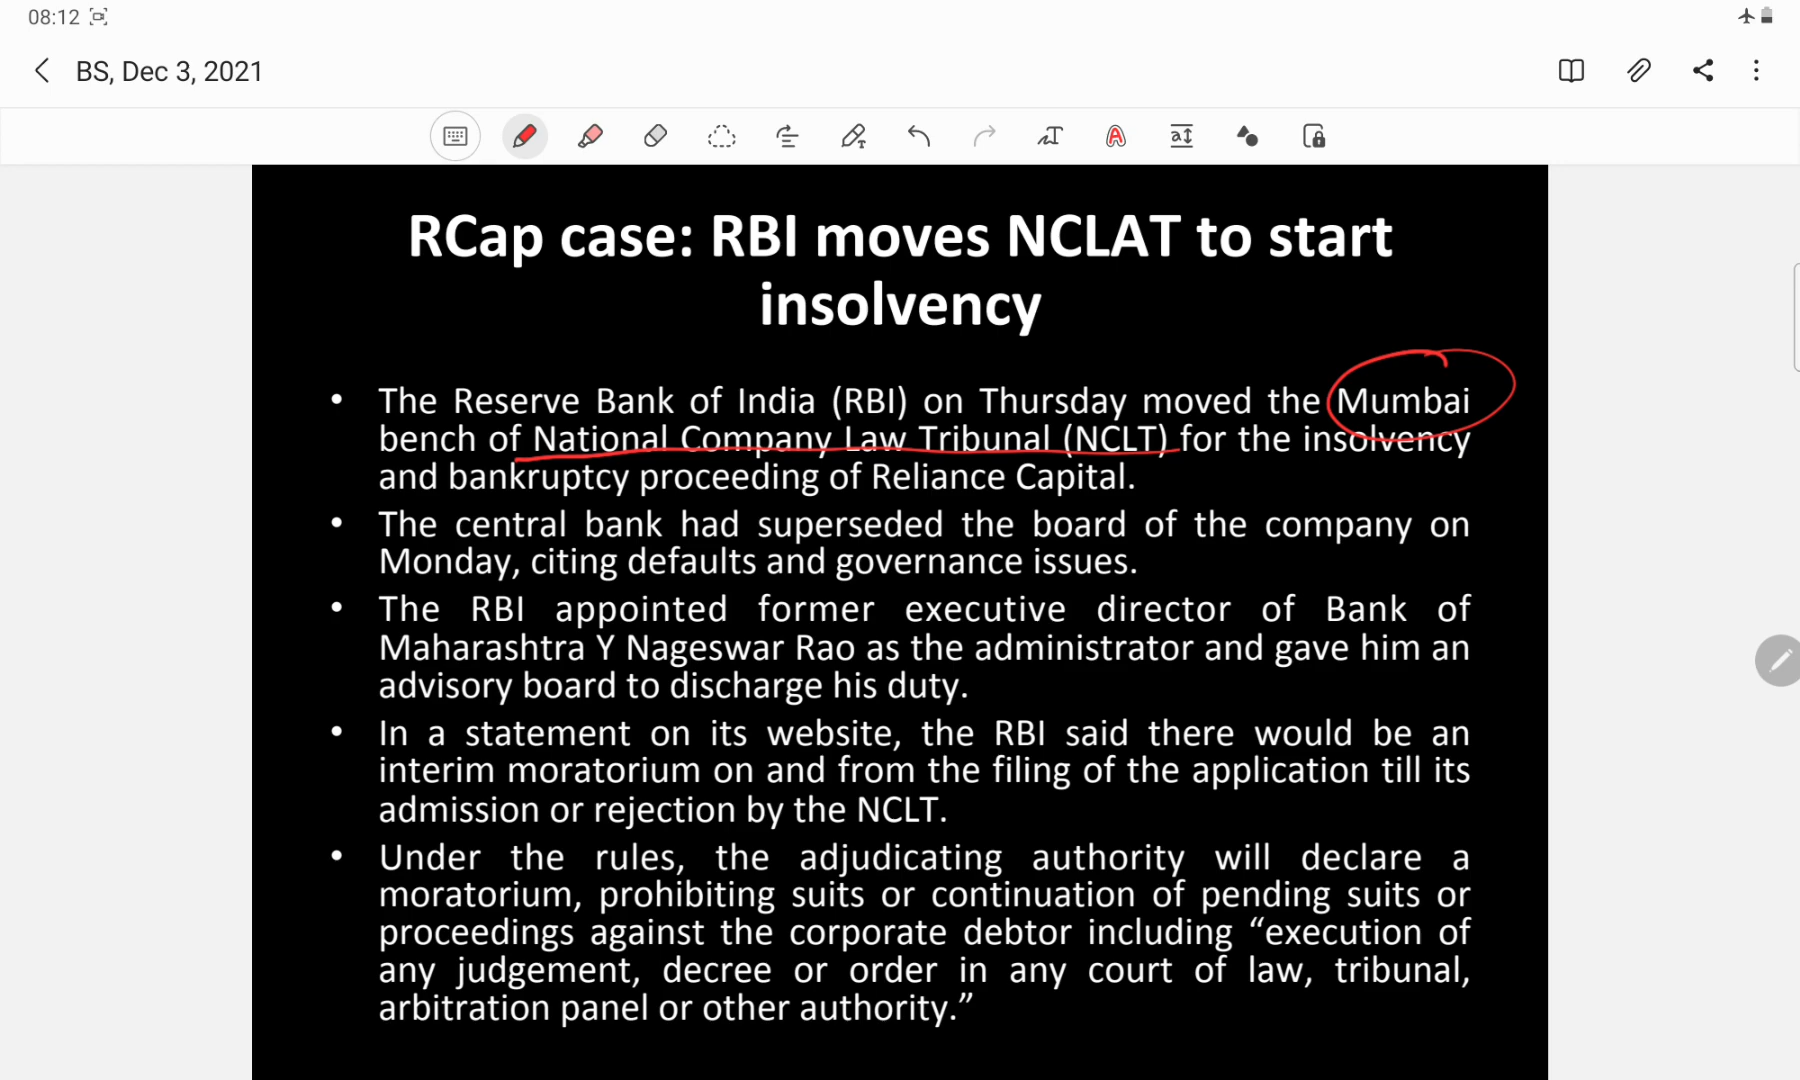 08:12
BS, Dec 3, 2021
RCap case: RBI moves NCLAT to start
insolvency
• The Reserve Bank of India (RBI) on Thursday moved the Mumbai
bench of National Company Law Tribunal (NCLT) for the insolvency
and bankruptcy proceeding of Reliance Capital.
• The central bank had superseded the board of the company on
Monday, citing defaults and governance issues.
• The RBI appointed former executive director of Bank of
Maharashtra Y Nageswar Rao as the administrator and gave him an
advisory board to discharge his duty.
• In a statement on its website, the RBI said there would be an
interim moratorium on and from the filing of the application till its
admission or rejection by the NCLT.
• Under the rules, the adjudicating authority will declare a
moratorium, prohibiting suits or continuation of pending suits or
proceedings against the corporate debtor including “execution of
any judgement, decree or order in any court of law, tribunal,
arbitration panel or other authority.”